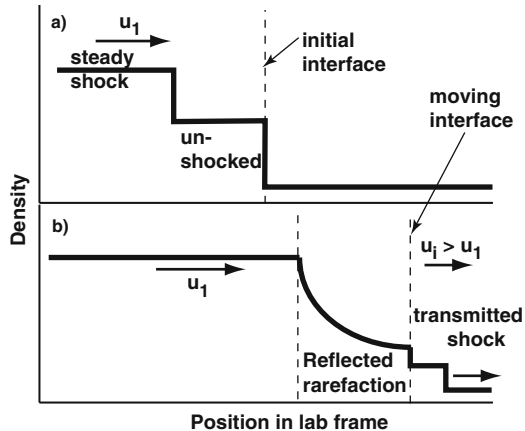 a)
u1
steady
shock
un-
shocked
initial
interface
moving
interface
Density
b)
u1
ui > u1
transmitted
shock
Reflected
rarefaction
Position in lab frame